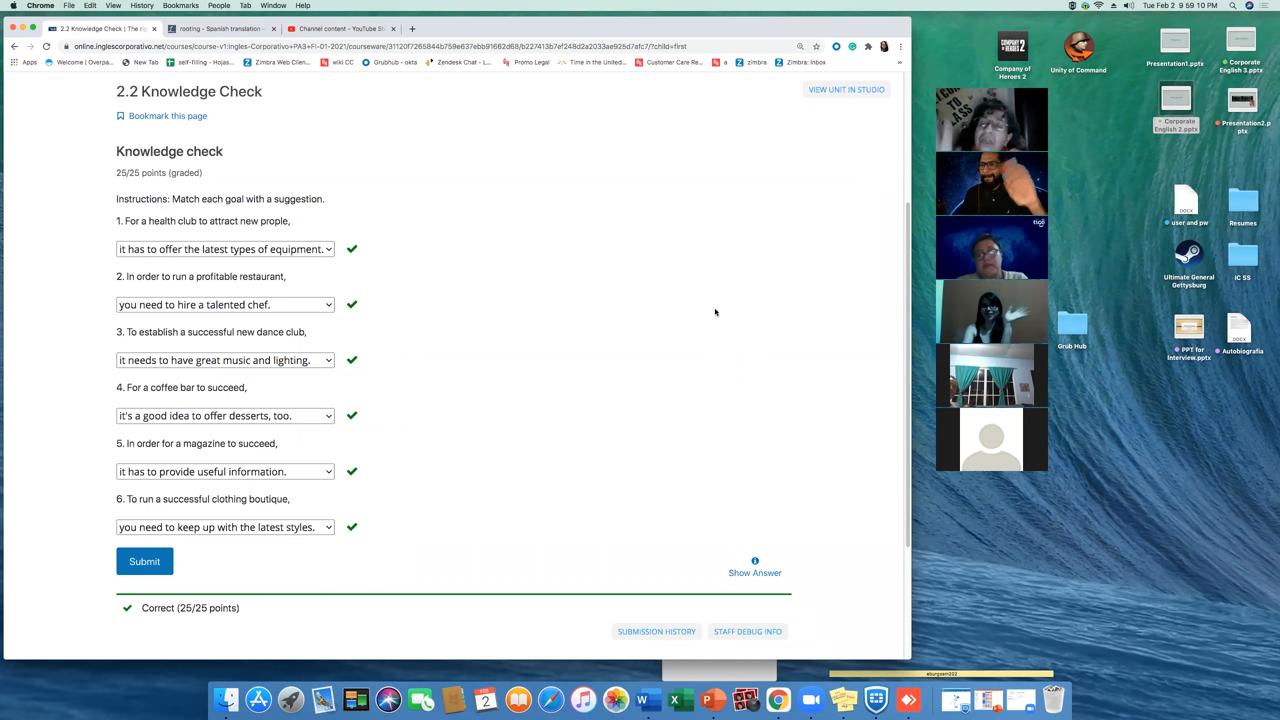 Chrome File Edit View History Bookmarks People Tab Window Help
Tue Feb 2 9:59:10 PM
2.2 Knowledge Check | The ri
rooting - Spanish translation -
Channel content - YouTube St
online.inglescorporativo.net/courses/course-v1:Ingles-Corporativo+PA3+Fi-01-2021/courseware/31120f7265844b759e637ebb91662d68/b227413b7ef248d2a2033ae925d7afc7/?child=first
Apps Welcome | Overpa... New Tab self-filling - Hojas... Zimbra Web Clien... wiki CC Grubhub - okta Zendesk Chat - L... Promo Legal Time in the United... Customer Care Re... a zimbra Zimbra: Inbox »
2.2 Knowledge Check
VIEW UNIT IN STUDIO
Bookmark this page
Knowledge check
25/25 points (graded)
Instructions: Match each goal with a suggestion.
1. For a health club to attract new prople,
it has to offer the latest types of equipment.
2. In order to run a profitable restaurant,
you need to hire a talented chef.
3. To establish a successful new dance club,
it needs to have great music and lighting.
4. For a coffee bar to succeed,
it's a good idea to offer desserts, too.
5. In order for a magazine to succeed,
it has to provide useful information.
6. To run a successful clothing boutique,
you need to keep up with the latest styles.
Submit
Show Answer
Correct (25/25 points)
SUBMISSION HISTORY
STAFF DEBUG INFO
Company of
Heroes 2
Unity of Command
Presentation1.pptx
Corporate
English 3.pptx
Corporate
English 2.pptx
Presentation2.p
ptx
tigo
user and pw
Resumes
Ultimate General
Gettysburg
IC SS
Grub Hub
PPT for
Interview.pptx
Autobiografia
FEB
2